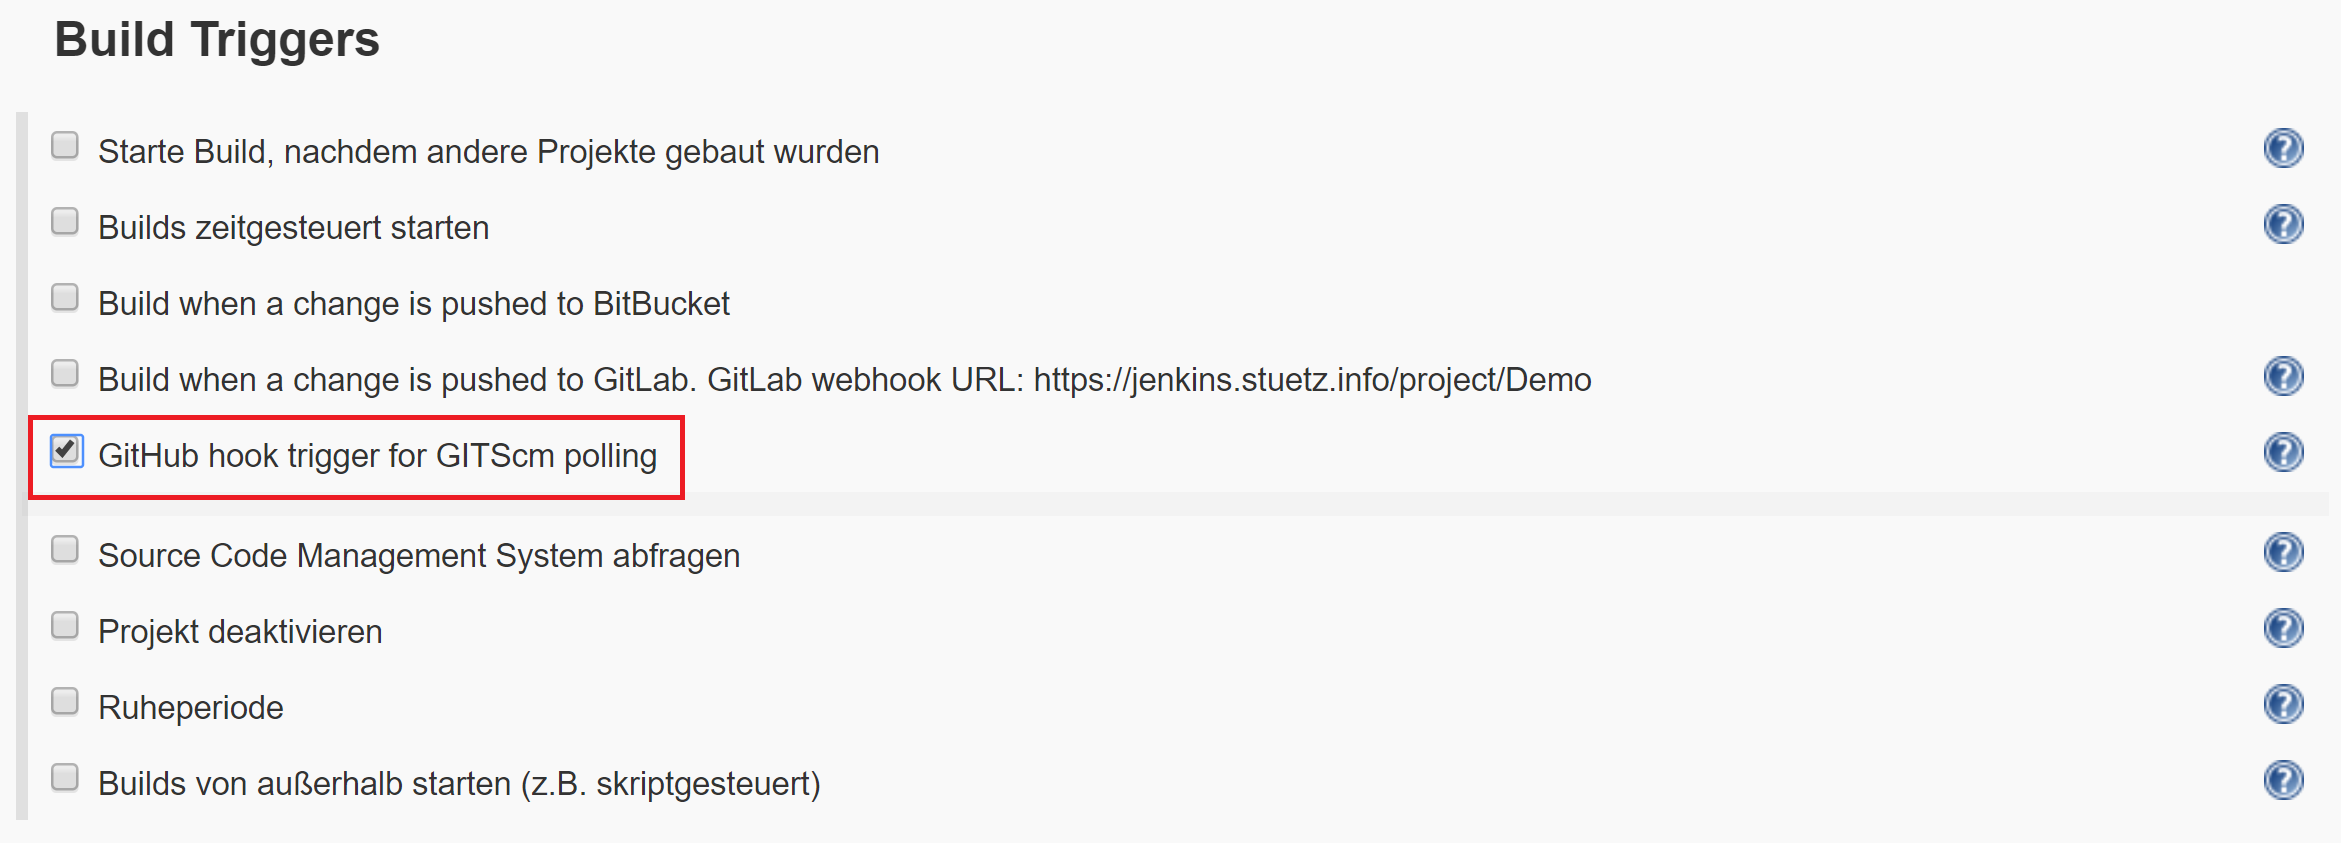 Build Triggers
Starte Build, nachdem andere Projekte gebaut wurden
Builds zeitgesteuert starten
Build when a change is pushed to BitBucket
Build when a change is pushed to GitLab. GitLab webhook URL: https://jenkins.stuetz.info/project/Demo
GitHub hook trigger for GITScm polling
Source Code Management System abfragen
Projekt deaktivieren
Ruheperiode
Builds von außerhalb starten (z.B. skriptgesteuert)